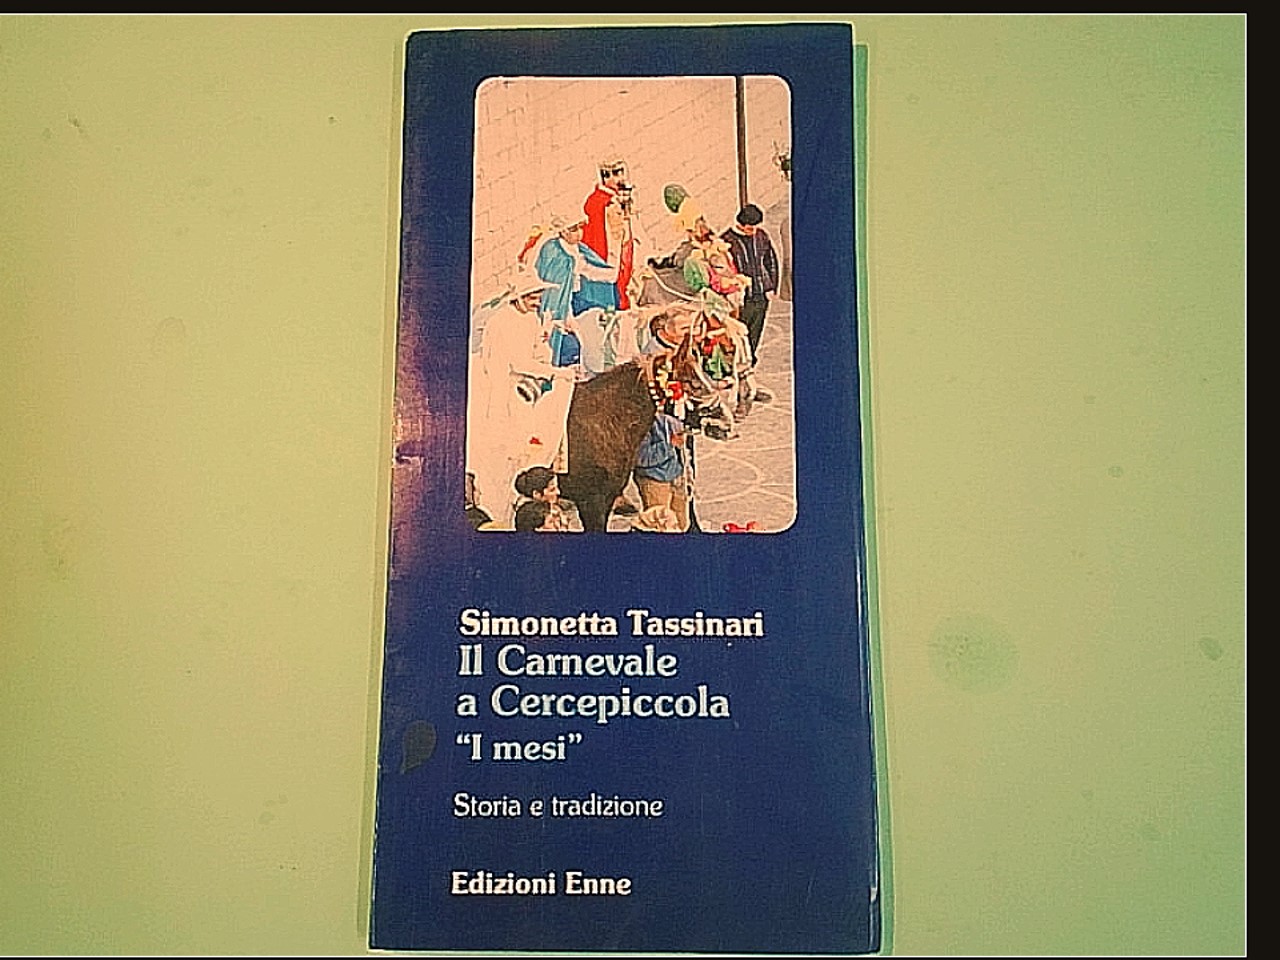 Simonetta Tassinari
Il Carnevale
a Cercepiccola
“I mesi”
Storia e tradizione
Edizioni Enne